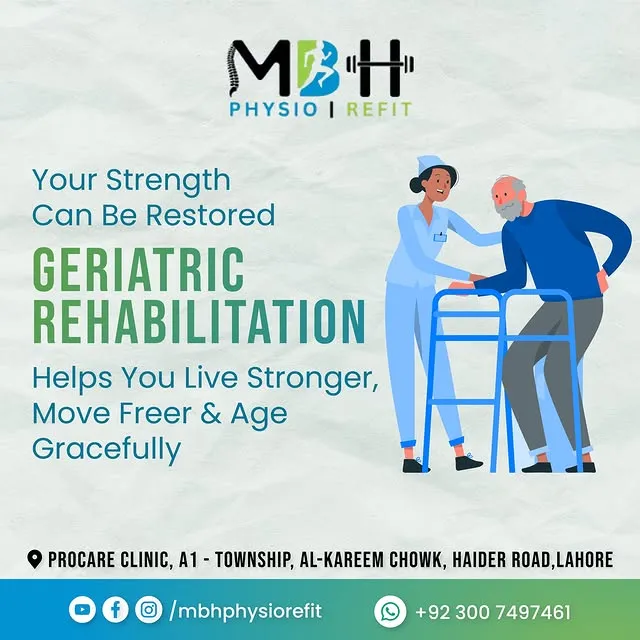 MBH
PHYSIO | REFIT
Your Strength
Can Be Restored
GERIATRIC
REHABILITATION
Helps You Live Stronger,
Move Freer & Age
Gracefully
PROCARE CLINIC, A1 - TOWNSHIP, AL-KAREEM CHOWK, HAIDER ROAD,LAHORE
/mbhphysiorefit +92 300 7497461